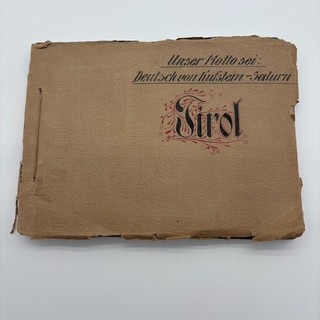 Unser Motto sei:
Deutsch von Kufstein-Salurn
Tirol